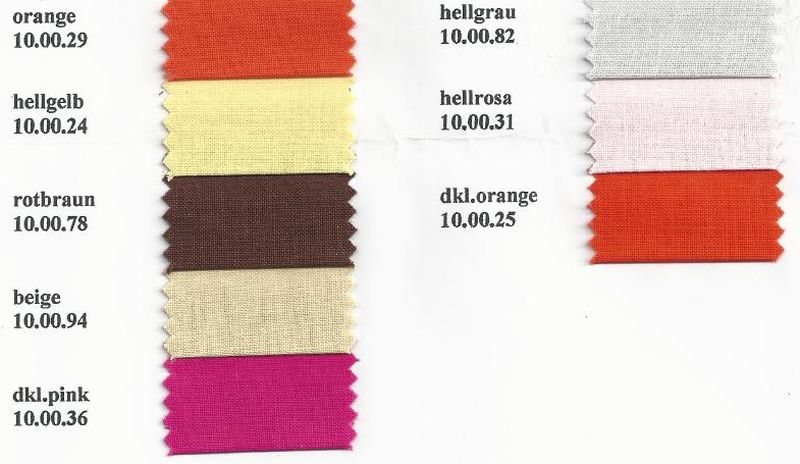 orange
10.00.29
hellgelb
10.00.24
rotbraun
10.00.78
beige
10.00.94
dkl.pink
10.00.36
hellgrau
10.00.82
hellrosa
10.00.31
dkl.orange
10.00.25